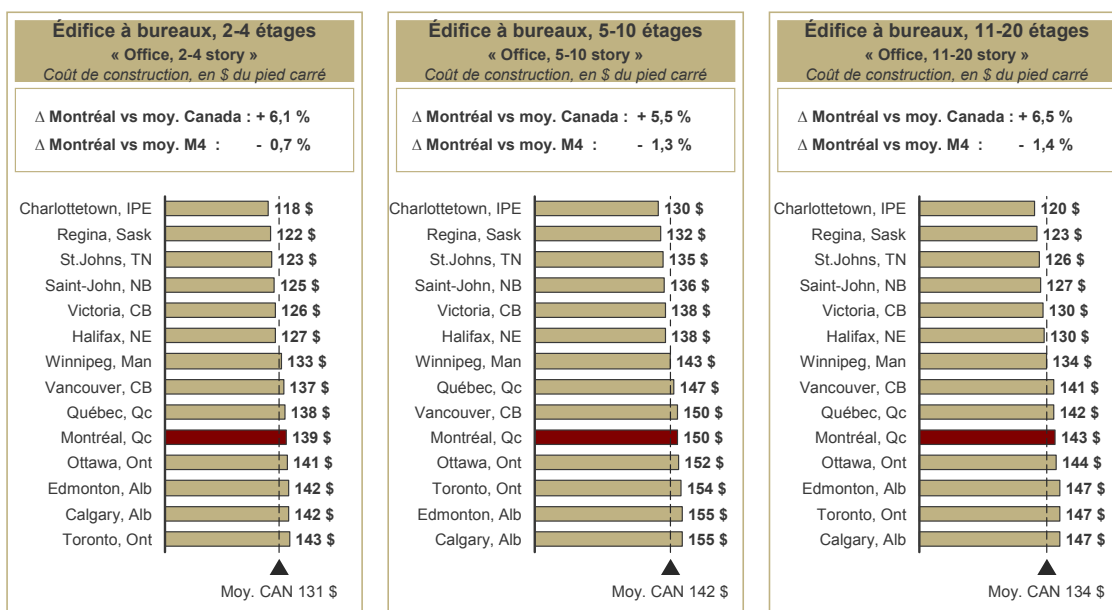 Édifice à bureaux, 2-4 étages
« Office, 2-4 story »
Coût de construction, en $ du pied carré
Δ Montréal vs moy. Canada : + 6,1 %
Δ Montréal vs moy. M4 : - 0,7 %
Charlottetown, IPE 118 $
Regina, Sask 122 $
St.Johns, TN 123 $
Saint-John, NB 125 $
Victoria, CB 126 $
Halifax, NE 127 $
Winnipeg, Man 133 $
Vancouver, CB 137 $
Québec, Qc 138 $
Montréal, Qc 139 $
Ottawa, Ont 141 $
Edmonton, Alb 142 $
Calgary, Alb 142 $
Toronto, Ont 143 $
Moy. CAN 131 $
Édifice à bureaux, 5-10 étages
« Office, 5-10 story »
Coût de construction, en $ du pied carré
Δ Montréal vs moy. Canada : + 5,5 %
Δ Montréal vs moy. M4 : - 1,3 %
Charlottetown, IPE 130 $
Regina, Sask 132 $
St.Johns, TN 135 $
Saint-John, NB 136 $
Victoria, CB 138 $
Halifax, NE 138 $
Winnipeg, Man 143 $
Québec, Qc 147 $
Vancouver, CB 150 $
Montréal, Qc 150 $
Ottawa, Ont 152 $
Toronto, Ont 154 $
Edmonton, Alb 155 $
Calgary, Alb 155 $
Moy. CAN 142 $
Édifice à bureaux, 11-20 étages
« Office, 11-20 story »
Coût de construction, en $ du pied carré
Δ Montréal vs moy. Canada : + 6,5 %
Δ Montréal vs moy. M4 : - 1,4 %
Charlottetown, IPE 120 $
Regina, Sask 123 $
St.Johns, TN 126 $
Saint-John, NB 127 $
Victoria, CB 130 $
Halifax, NE 130 $
Winnipeg, Man 134 $
Vancouver, CB 141 $
Québec, Qc 142 $
Montréal, Qc 143 $
Ottawa, Ont 144 $
Edmonton, Alb 147 $
Toronto, Ont 147 $
Calgary, Alb 147 $
Moy. CAN 134 $